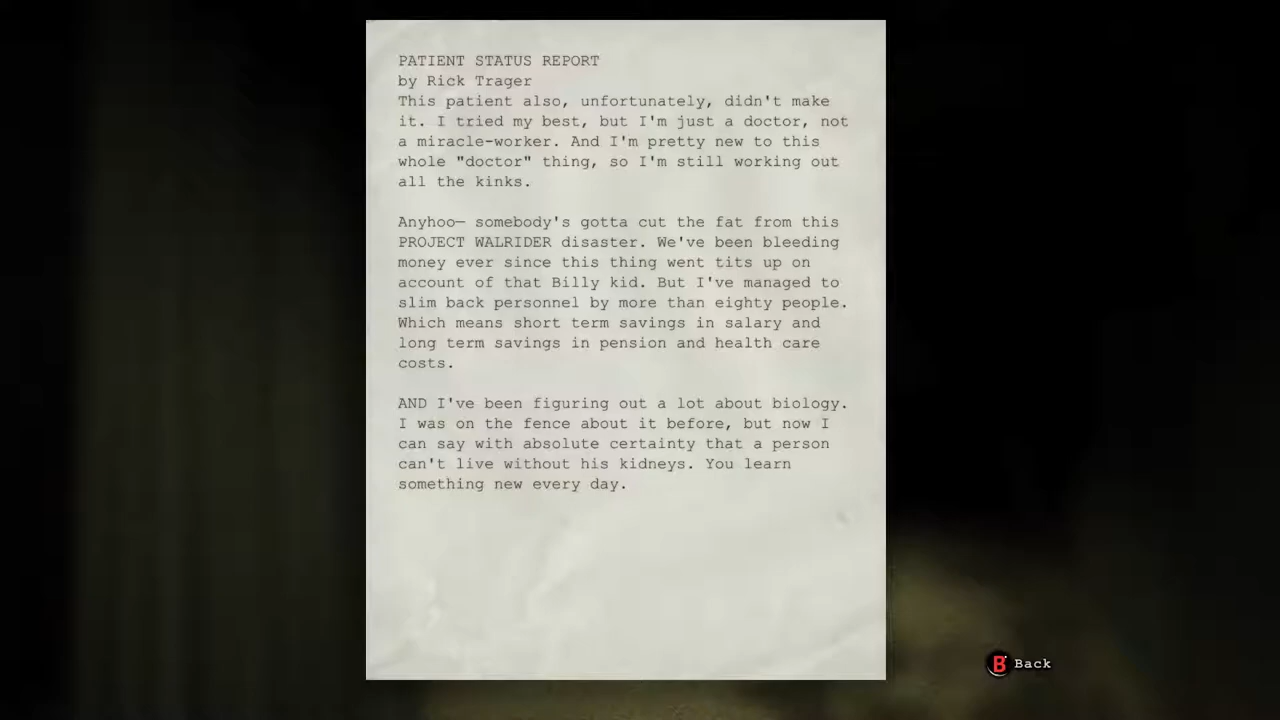 PATIENT STATUS REPORT
by Rick Trager
This patient also, unfortunately, didn't make
it. I tried my best, but I'm just a doctor, not
a miracle-worker. And I'm pretty new to this
whole "doctor" thing, so I'm still working out
all the kinks.
Anyhoo— somebody's gotta cut the fat from this
PROJECT WALRIDER disaster. We've been bleeding
money ever since this thing went tits up on
account of that Billy kid. But I've managed to
slim back personnel by more than eighty people.
Which means short term savings in salary and
long term savings in pension and health care
costs.
AND I've been figuring out a lot about biology.
I was on the fence about it before, but now I
can say with absolute certainty that a person
can't live without his kidneys. You learn
something new every day.
B Back